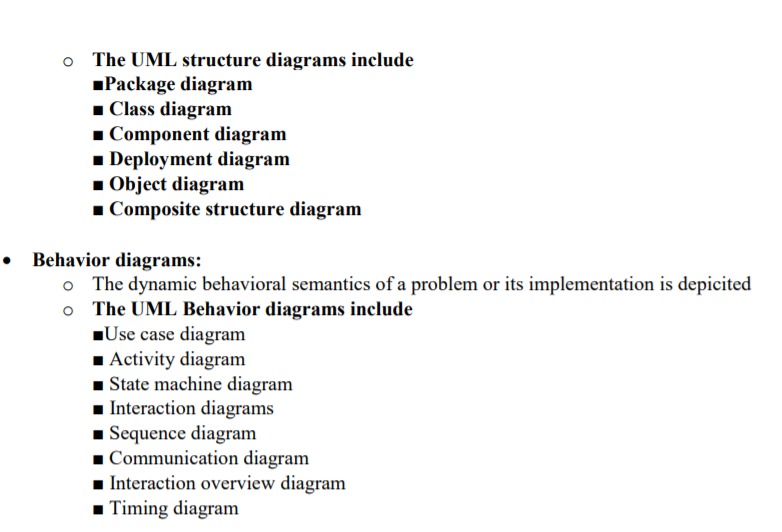 o The UML structure diagrams include
■Package diagram
■ Class diagram
■ Component diagram
■ Deployment diagram
■ Object diagram
■ Composite structure diagram
• Behavior diagrams:
o The dynamic behavioral semantics of a problem or its implementation is depicited
o The UML Behavior diagrams include
■Use case diagram
■ Activity diagram
■ State machine diagram
■ Interaction diagrams
■ Sequence diagram
■ Communication diagram
■ Interaction overview diagram
■ Timing diagram